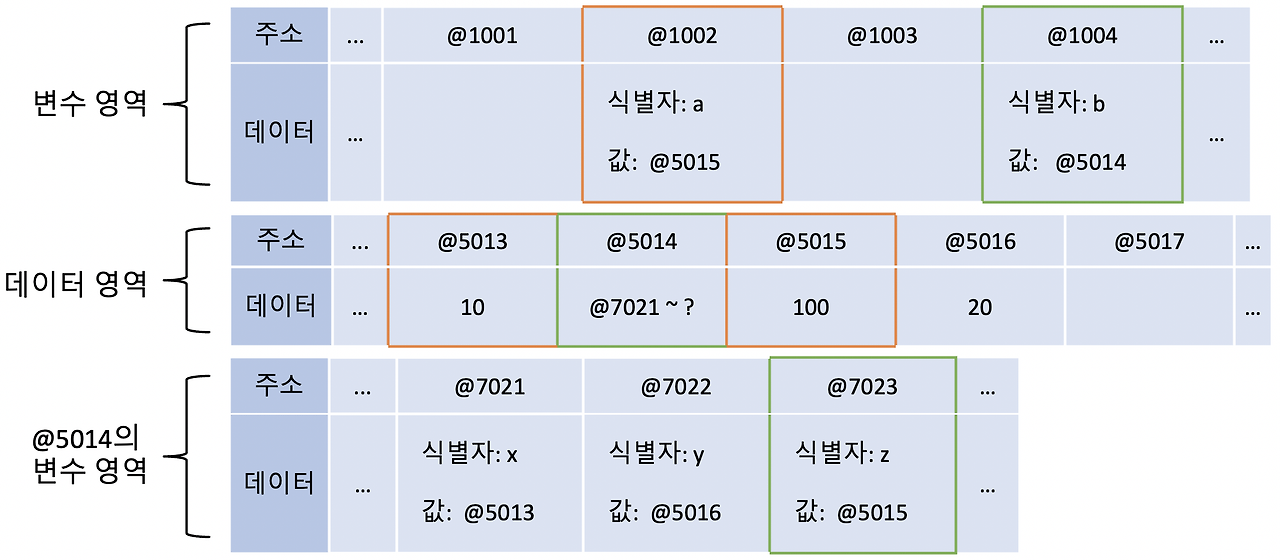 변수 영역
주소 ... @1001 @1002 @1003 @1004 ...
데이터 ... 식별자: a 식별자: b ...
값: @5015 값: @5014
데이터 영역
주소 ... @5013 @5014 @5015 @5016 @5017 ...
데이터 ... 10 @7021 ~ ? 100 20 ...
@5014의
변수 영역
주소 ... @7021 @7022 @7023 ...
데이터 ... 식별자: x 식별자: y 식별자: z ...
값: @5013 값: @5016 값: @5015